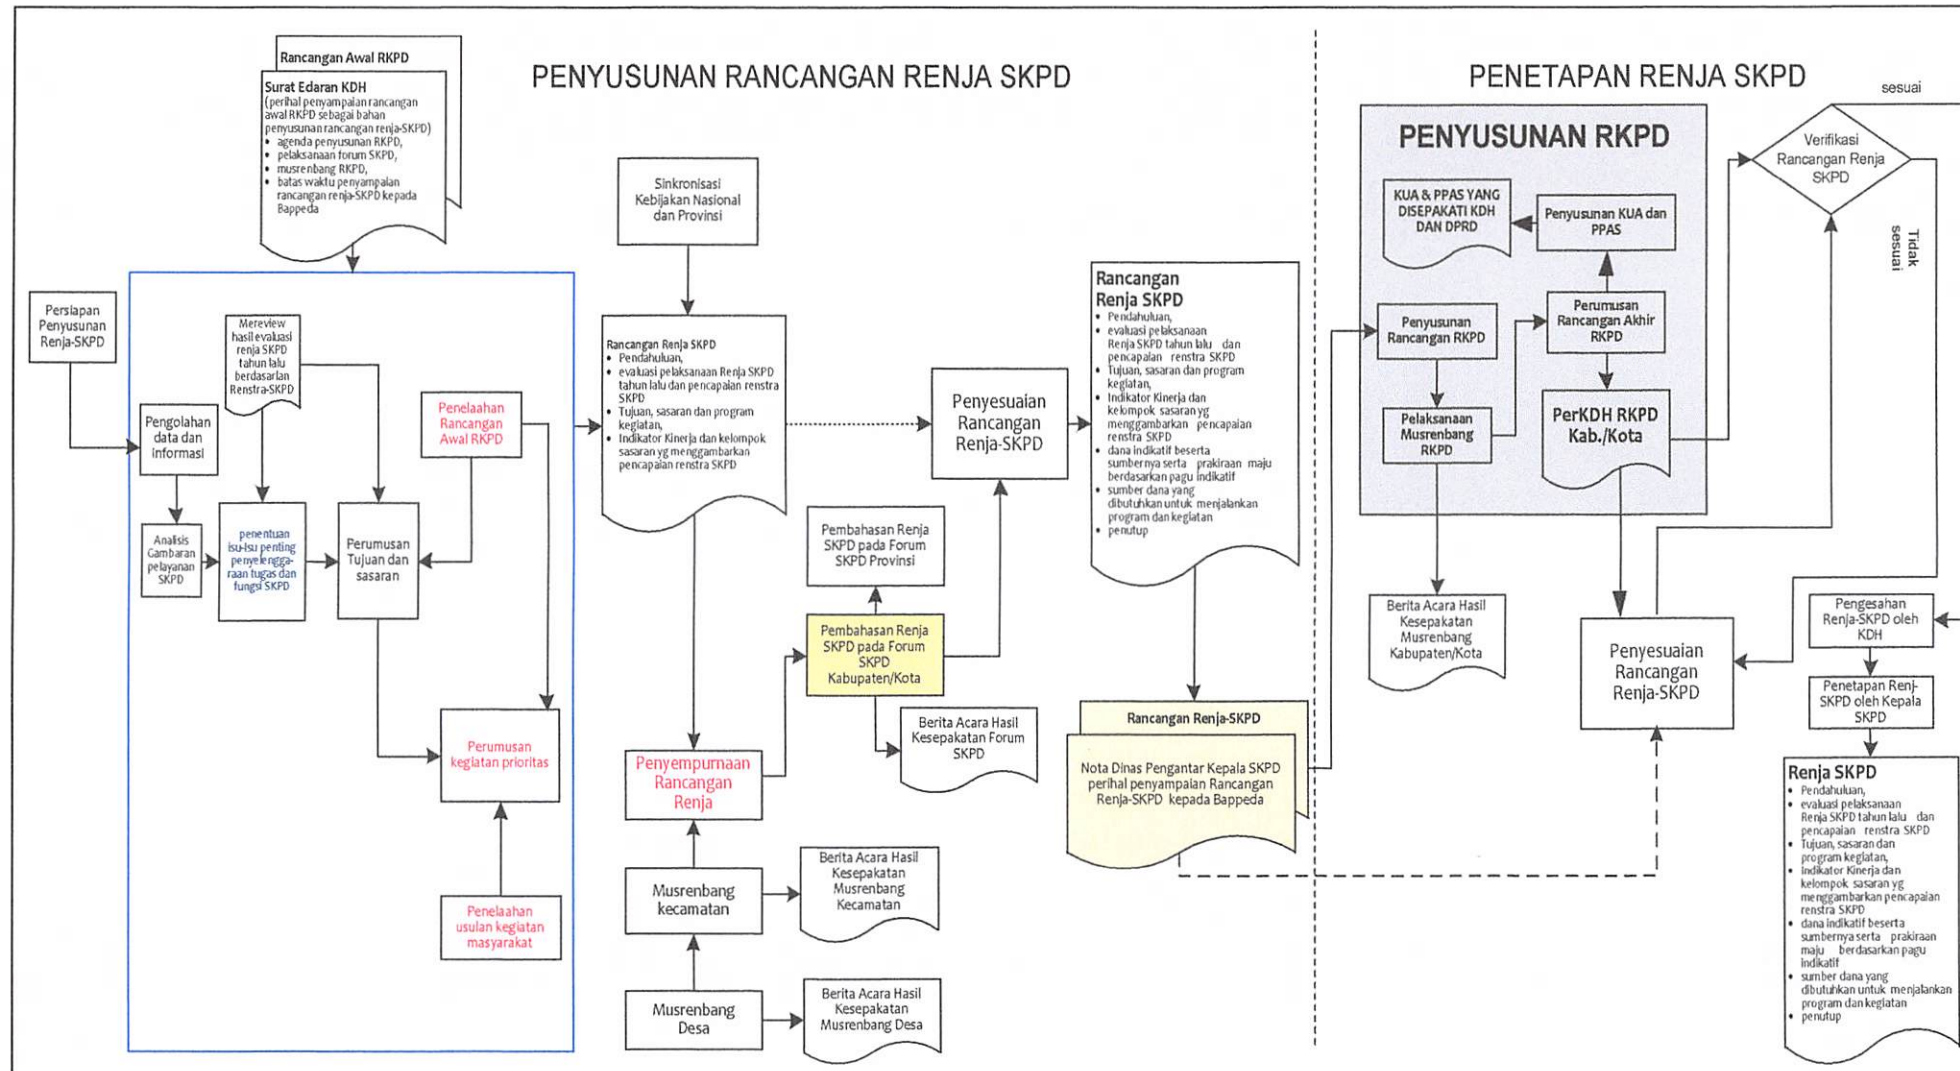 PENYUSUNAN RANCANGAN RENJA SKPD
PENETAPAN RENJA SKPD
Rancangan Awal RKPD
Surat Edaran KDH
(perihal penyampaian rancangan
awal RKPD sebagai bahan
penyusunan rancangan renja-SKPD)
• agenda penyusunan RKPD,
• pelaksanaan forum SKPD,
• musrenbang RKPD,
• batas waktu penyampaian
rancangan renja-SKPD kepada
Bappeda
Persiapan
Penyusunan
Renja-SKPD
Mereview
hasil evaluasi
renja SKPD
tahun lalu
berdasarlan
Renstra-SKPD
Pengolahan
data dan
informasi
Analisis
Gambaran
pelayanan
SKPD
penentuan
isu-isu penting
penyelengga-
raan tugas dan
fungsi SKPD
Perumusan
Tujuan dan
sasaran
Penelaahan
Rancangan
Awal RKPD
Perumusan
kegiatan prioritas
Penelaahan
usulan kegiatan
masyarakat
Sinkronisasi
Kebijakan Nasional
dan Provinsi
Rancangan Renja SKPD
• Pendahuluan,
• evaluasi pelaksanaan Renja SKPD
tahun lalu dan pencapaian renstra
SKPD
• Tujuan, sasaran dan program
kegiatan,
• Indikator Kinerja dan kelompok
sasaran yg menggambarkan
pencapaian renstra SKPD
Penyempurnaan
Rancangan
Renja
Musrenbang
kecamatan
Musrenbang
Desa
Berita Acara Hasil
Kesepakatan
Musrenbang
Kecamatan
Berita Acara Hasil
Kesepakatan
Musrenbang Desa
Pembahasan Renja
SKPD pada Forum
SKPD Provinsi
Pembahasan Renja
SKPD pada Forum
SKPD
Kabupaten/Kota
Berita Acara Hasil
Kesepakatan Forum
SKPD
Penyesuaian
Rancangan
Renja-SKPD
Rancangan
Renja SKPD
• Pendahuluan,
• evaluasi pelaksanaan
Renja SKPD tahun lalu dan
pencapaian renstra SKPD
• Tujuan, sasaran dan program
kegiatan,
• Indikator Kinerja dan
kelompok sasaran yg
menggambarkan pencapaian
renstra SKPD
• dana indikatif beserta
sumbernya serta prakiraan maju
berdasarkan pagu indikatif
• sumber dana yang
dibutuhkan untuk menjalankan
program dan kegiatan
• penutup
Rancangan Renja-SKPD
Nota Dinas Pengantar Kepala SKPD
perihal penyampaian Rancangan
Renja-SKPD kepada Bappeda
PENYUSUNAN RKPD
KUA & PPAS YANG
DISEPAKATI KDH
DAN DPRD
Penyusunan KUA dan
PPAS
Penyusunan
Rancangan RKPD
Perumusan
Rancangan Akhir
RKPD
Pelaksanaan
Musrenbang
RKPD
PerKDH RKPD
Kab./Kota
Berita Acara Hasil
Kesepakatan
Musrenbang
Kabupaten/Kota
Penyesuaian
Rancangan
Renja-SKPD
Verifikasi
Rancangan Renja
SKPD
sesuai
Tidak
sesuai
Pengesahan
Renja-SKPD oleh
KDH
Penetapan Renj-
SKPD oleh Kepala
SKPD
Renja SKPD
• Pendahuluan,
• evaluasi pelaksanaan
Renja SKPD tahun lalu dan
pencapaian renstra SKPD
• Tujuan, sasaran dan
program kegiatan,
• Indikator Kinerja dan
kelompok sasaran yg
menggambarkan pencapaian
renstra SKPD
• dana indikatif beserta
sumbernya serta prakiraan
maju berdasarkan pagu
indikatif
• sumber dana yang
dibutuhkan untuk menjalankan
program dan kegiatan
• penutup